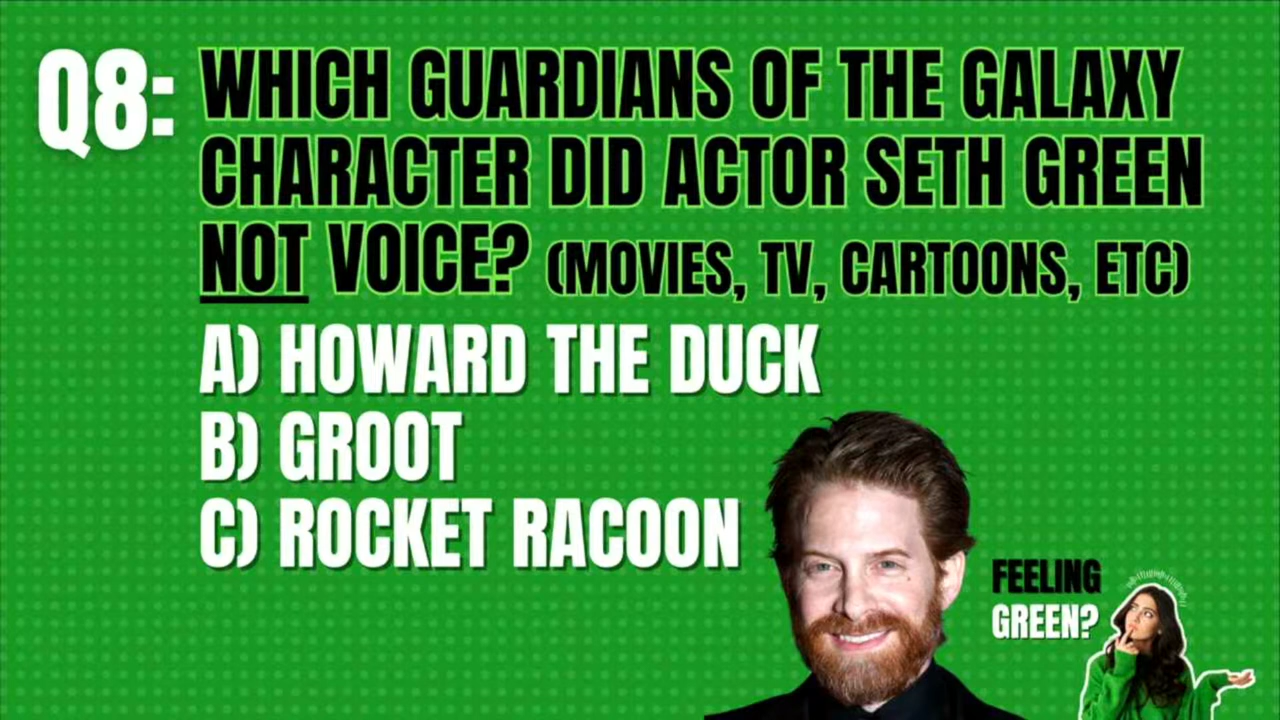 Q8: WHICH GUARDIANS OF THE GALAXY
CHARACTER DID ACTOR SETH GREEN
NOT VOICE? (MOVIES, TV, CARTOONS, ETC)
A) HOWARD THE DUCK
B) GROOT
C) ROCKET RACOON
FEELING
GREEN?